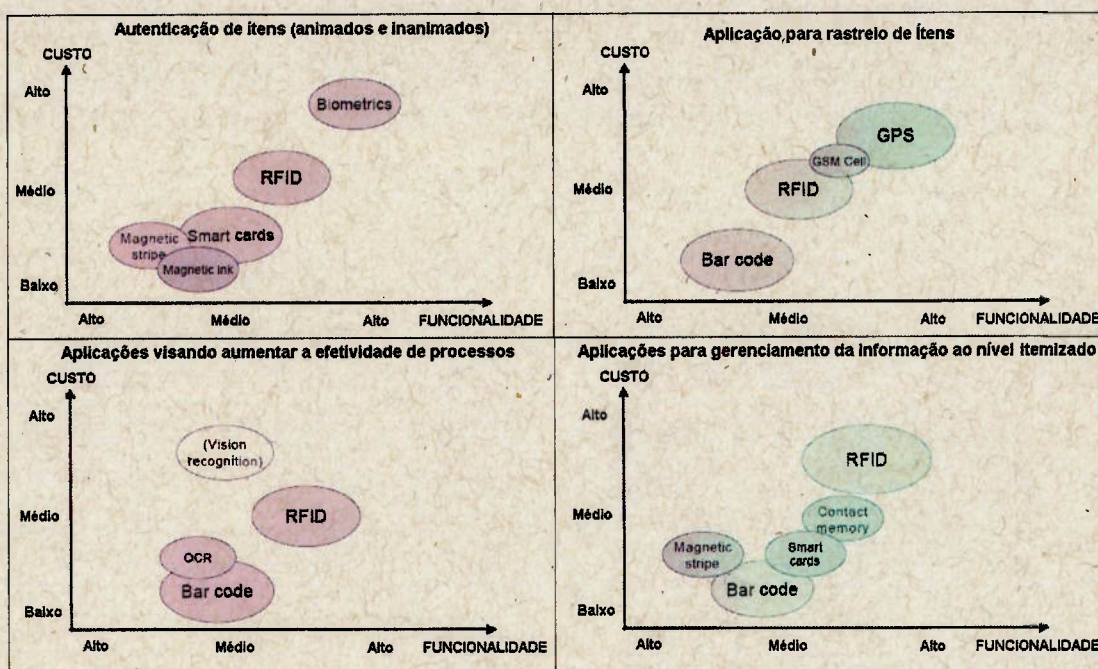 Autenticação de ítens (animados e inanimados)
CUSTO
Alto
Biometrics
RFID
Médio
Magnetic
stripe
Smart cards
Magnetic ink
Baixo
Alto Médio Alto FUNCIONALIDADE
Aplicação para rastreio de Ítens
CUSTO
Alto
GPS
GSM Cell
RFID
Médio
Bar code
Baixo
Alto Médio Alto FUNCIONALIDADE
Aplicações visando aumentar a efetividade de processos
CUSTO
Alto
(Vision
recognition)
RFID
Médio
OCR
Bar code
Baixo
Alto Médio Alto FUNCIONALIDADE
Aplicações para gerenciamento da informação ao nível itemizado
CUSTO
Alto
RFID
Médio
Contact
memory
Magnetic
stripe
Smart
cards
Bar code
Baixo
Alto Médio Alto FUNCIONALIDADE